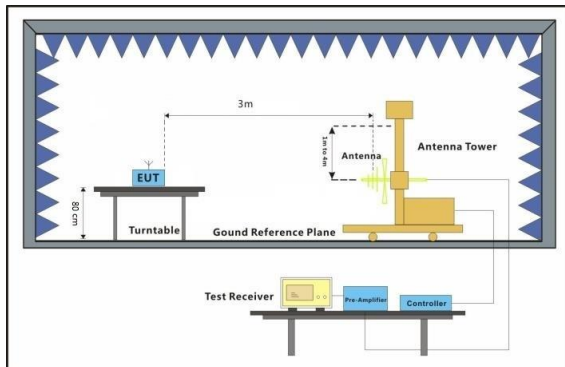 3m
1m to 4m
Antenna
Antenna Tower
EUT
80 cm
Turntable
Gound Reference Plane
Test Receiver
Pre-Amplifier
Controller